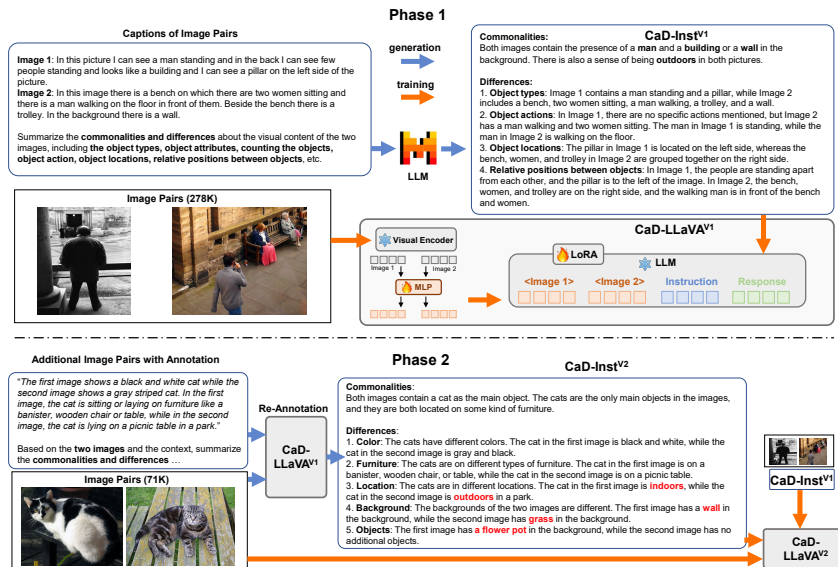 Phase 1
Captions of Image Pairs
Image 1: In this picture I can see a man standing and in the back I can see few
people standing and looks like a building and I can see a pillar on the left side of the
picture.
Image 2: In this image there is a bench on which there are two women sitting and
there is a man walking on the floor in front of them. Beside the bench there is a
trolley. In the background there is a wall.
Summarize the commonalities and differences about the visual content of the two
images, including the object types, object attributes, counting the objects,
object action, object locations, relative positions between objects, etc.
generation
training
LLM
CaD-Inst^V1
Commonalities:
Both images contain the presence of a man and a building or a wall in the
background. There is also a sense of being outdoors in both pictures.
Differences:
1. Object types: Image 1 contains a man standing and a pillar, while Image 2
includes a bench, two women sitting, a man walking, a trolley, and a wall.
2. Object actions: In Image 1, there are no specific actions mentioned, but Image 2
has a man walking and two women sitting. The man in Image 1 is standing, while the
man in Image 2 is walking on the floor.
3. Object locations: The pillar in Image 1 is located on the left side, whereas the
bench, women, and trolley in Image 2 are grouped together on the right side.
4. Relative positions between objects: In Image 1, the people are standing apart
from each other, and the pillar is to the left of the image. In Image 2, the bench,
women, and trolley are on the right side, and the walking man is in front of the bench
and women.
Image Pairs (278K)
CaD-LLaVA^V1
Visual Encoder
Image 1
Image 2
MLP
LoRA
LLM
<Image 1>
<Image 2>
Instruction
Response
Phase 2
Additional Image Pairs with Annotation
"The first image shows a black and white cat while the
second image shows a gray striped cat. In the first
image, the cat is sitting or laying on furniture like a
banister, wooden chair or table, while in the second
image, the cat is lying on a picnic table in a park."
Based on the two images and the context, summarize
the commonalities and differences …
Image Pairs (71K)
Re-Annotation
CaD-
LLaVA^V1
CaD-Inst^V2
Commonalities:
Both images contain a cat as the main object. The cats are the only main objects in the images,
and they are both located on some kind of furniture.
Differences:
1. Color: The cats have different colors. The cat in the first image is black and white, while the
cat in the second image is gray and black.
2. Furniture: The cats are on different types of furniture. The cat in the first image is on a
banister, wooden chair, or table, while the cat in the second image is on a picnic table.
3. Location: The cats are in different locations. The cat in the first image is indoors, while the
cat in the second image is outdoors in a park.
4. Background: The backgrounds of the two images are different. The first image has a wall in
the background, while the second image has grass in the background.
5. Objects: The first image has a flower pot in the background, while the second image has no
additional objects.
CaD-Inst^V1
CaD-
LLaVA^V2